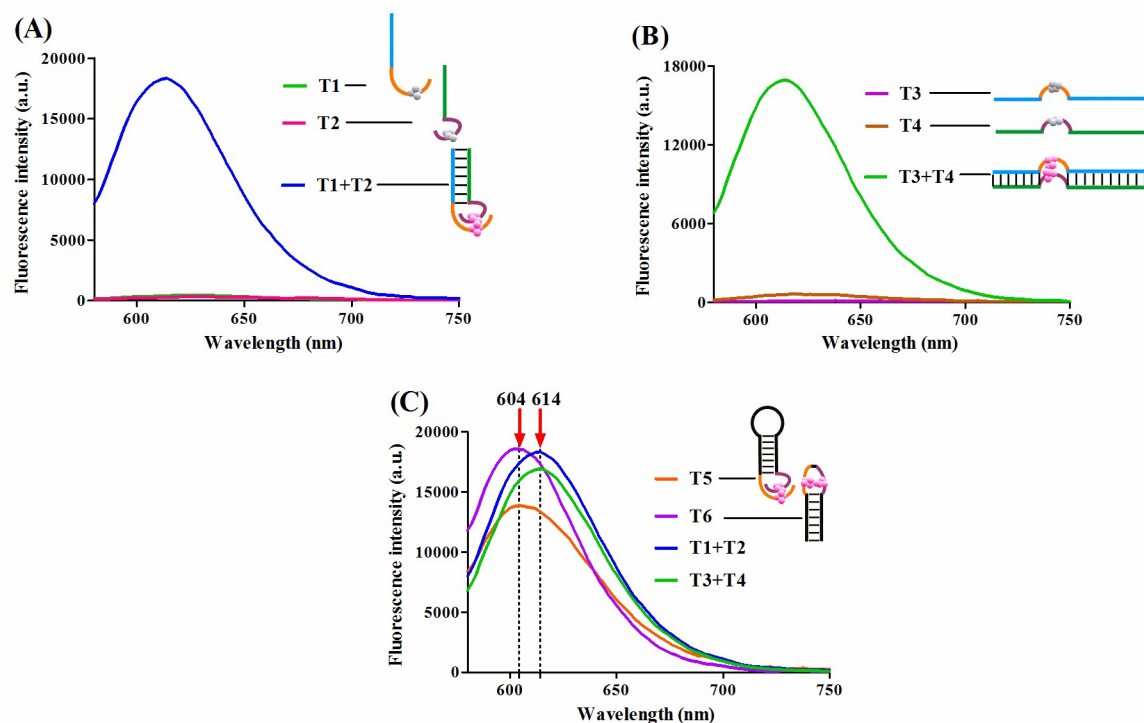 (A)
Fluorescence intensity (a.u.)
20000
15000
10000
5000
0
600
650
700
750
Wavelength (nm)
T1
T2
T1+T2
(B)
Fluorescence intensity (a.u.)
18000
12000
6000
0
600
650
700
750
Wavelength (nm)
T3
T4
T3+T4
(C)
604 614
Fluorescence intensity (a.u.)
20000
15000
10000
5000
0
600
650
700
750
Wavelength (nm)
T5
T6
T1+T2
T3+T4